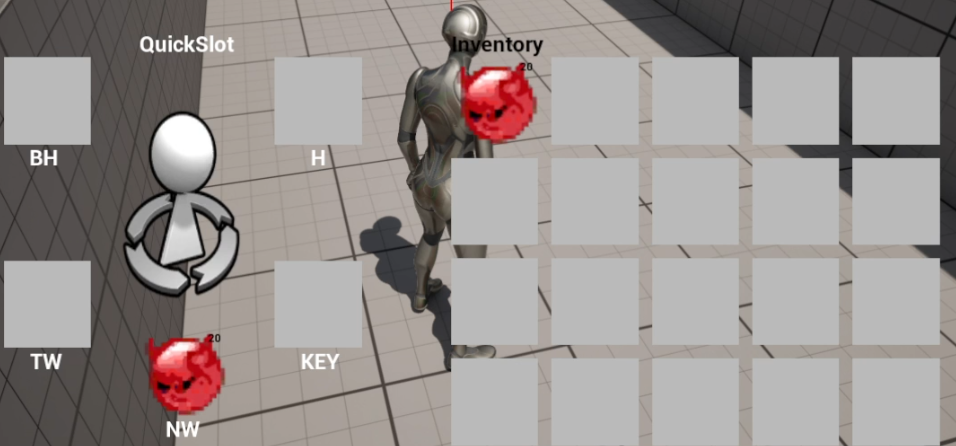 QuickSlot
BH
H
TW
KEY
20
NW
Inventory
20